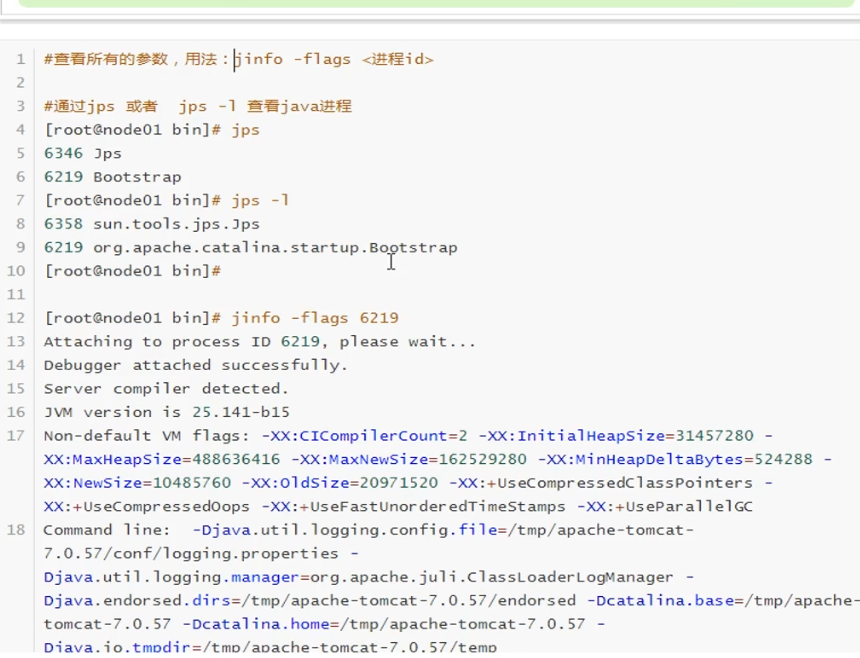 1 #查看所有的参数，用法：jinfo -flags <进程id>
2
3 #通过jps 或者  jps -l 查看java进程
4 [root@node01 bin]# jps
5 6346 Jps
6 6219 Bootstrap
7 [root@node01 bin]# jps -l
8 6358 sun.tools.jps.Jps
9 6219 org.apache.catalina.startup.Bootstrap
10 [root@node01 bin]#
11
12 [root@node01 bin]# jinfo -flags 6219
13 Attaching to process ID 6219, please wait...
14 Debugger attached successfully.
15 Server compiler detected.
16 JVM version is 25.141-b15
17 Non-default VM flags: -XX:CICompilerCount=2 -XX:InitialHeapSize=31457280 -
XX:MaxHeapSize=488636416 -XX:MaxNewSize=162529280 -XX:MinHeapDeltaBytes=524288 -
XX:NewSize=10485760 -XX:OldSize=20971520 -XX:+UseCompressedClassPointers -
XX:+UseCompressedOops -XX:+UseFastUnorderedTimeStamps -XX:+UseParallelGC
18 Command line:  -Djava.util.logging.config.file=/tmp/apache-tomcat-
7.0.57/conf/logging.properties -
Djava.util.logging.manager=org.apache.juli.ClassLoaderLogManager -
Djava.endorsed.dirs=/tmp/apache-tomcat-7.0.57/endorsed -Dcatalina.base=/tmp/apache-
tomcat-7.0.57 -Dcatalina.home=/tmp/apache-tomcat-7.0.57 -
Djava.io.tmpdir=/tmp/apache-tomcat-7.0.57/temp